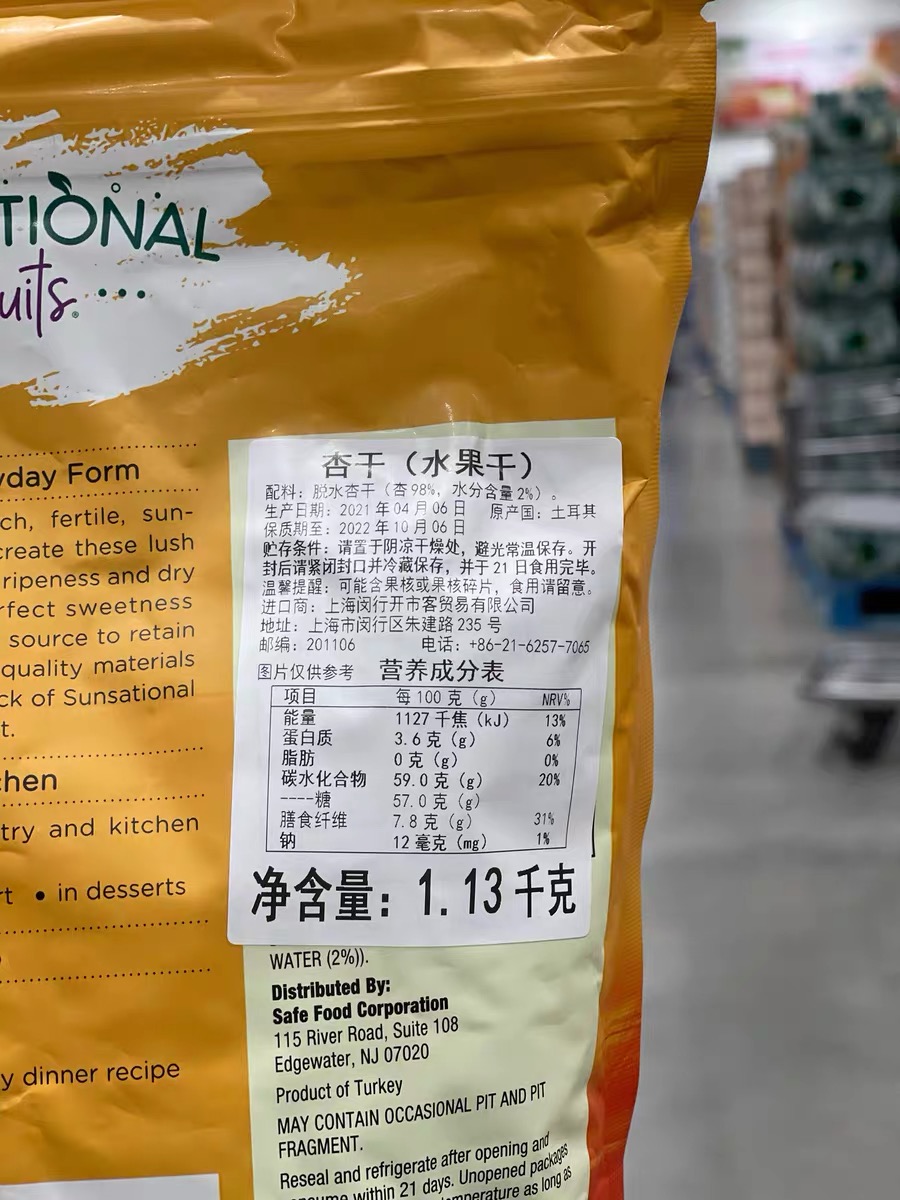 TIONAL
uits®
yday Form
ch, fertile, sun-
create these lush
ripeness and dry
rfect sweetness
source to retain
quality materials
ck of Sunsational
t.
chen
try and kitchen
rt • in desserts
y dinner recipe
杏干（水果干）
配料：脱水杏干（杏98%，水分含量2%）。
生产日期：2021年04月06日 原产国：土耳其
保质期至：2022年10月06日
贮存条件：请置于阴凉干燥处，避光常温保存。开
封后请紧闭封口并冷藏保存，并于21日食用完毕。
温馨提醒：可能含果核或果核碎片，食用请留意。
进口商：上海闵行开市客贸易有限公司
地址：上海市闵行区朱建路235号
邮编：201106 电话：+86-21-6257-7065
图片仅供参考 营养成分表
项目 每100克（g） NRV%
能量 1127千焦（kJ） 13%
蛋白质 3.6克（g） 6%
脂肪 0克（g） 0%
碳水化合物 59.0克（g） 20%
----糖 57.0克（g）
膳食纤维 7.8克（g） 31%
钠 12毫克（mg） 1%
净含量：1.13千克
WATER (2%)).
Distributed By:
Safe Food Corporation
115 River Road, Suite 108
Edgewater, NJ 07020
Product of Turkey
MAY CONTAIN OCCASIONAL PIT AND PIT
FRAGMENT.
Reseal and refrigerate after opening and
onsume within 21 days. Unopened packages
temperature as long as